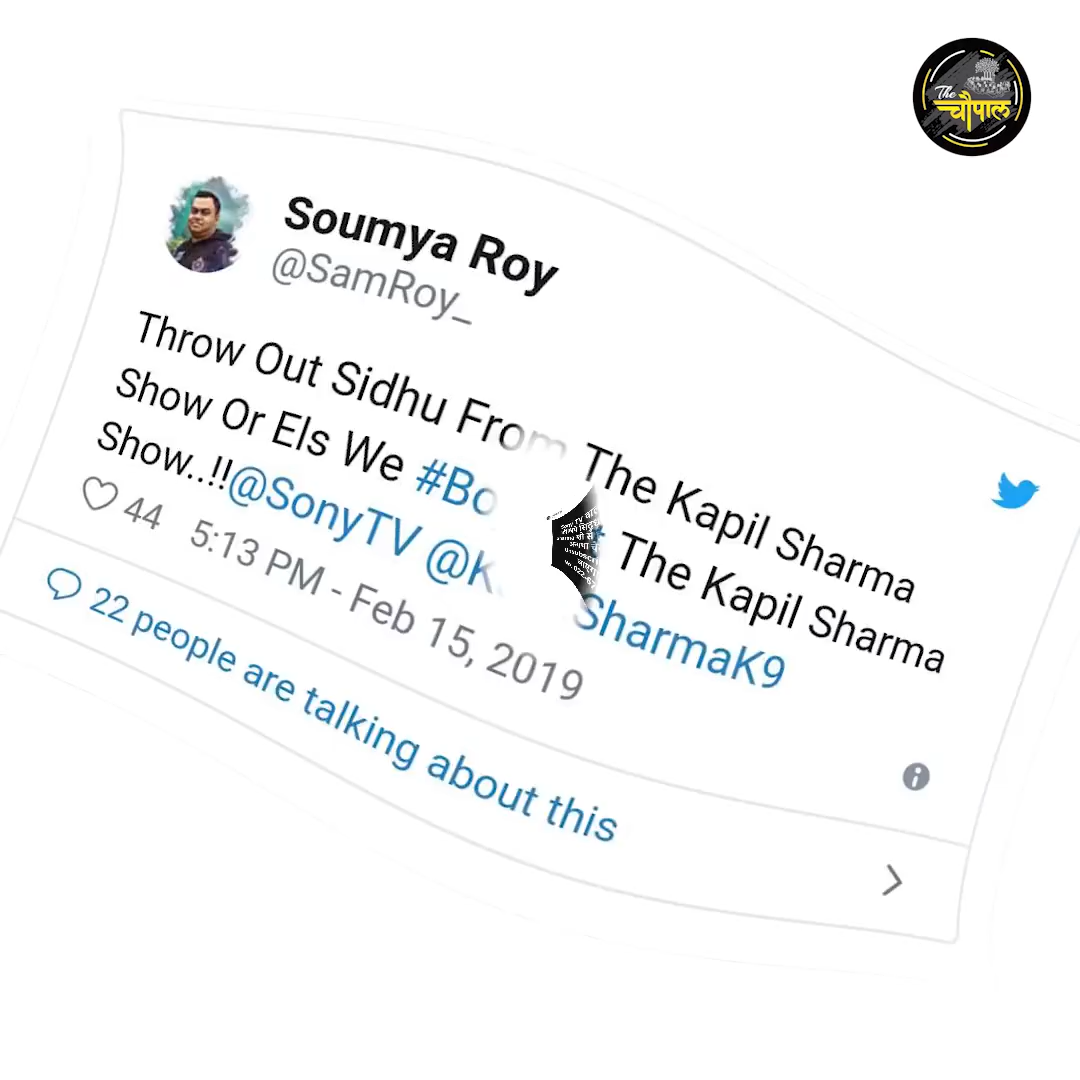 The
चौपाल
Soumya Roy
@SamRoy_
Throw Out Sidhu From The Kapil Sharma
Show Or Els We #Bo The Kapil Sharma
Show..!!@SonyTV @K SharmaK9
44 5:13 PM - Feb 15, 2019
22 people are talking about this